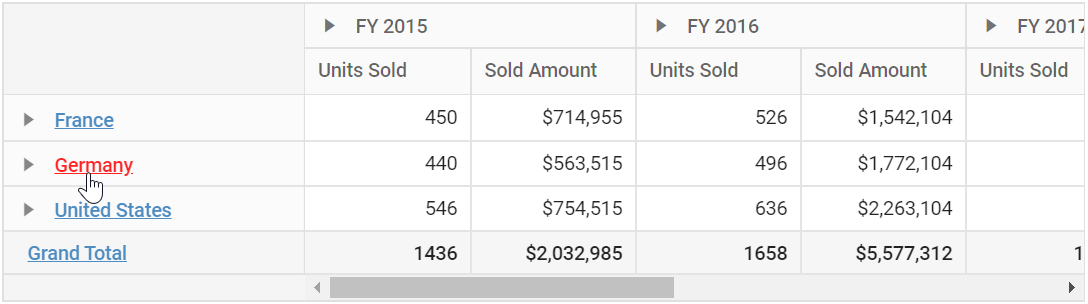 FY 2015 FY 2016 FY 2017
Units Sold Sold Amount Units Sold Sold Amount Units Sold
France 450 $714,955 526 $1,542,104
Germany 440 $563,515 496 $1,772,104
United States 546 $754,515 636 $2,263,104
Grand Total 1436 $2,032,985 1658 $5,577,312 1